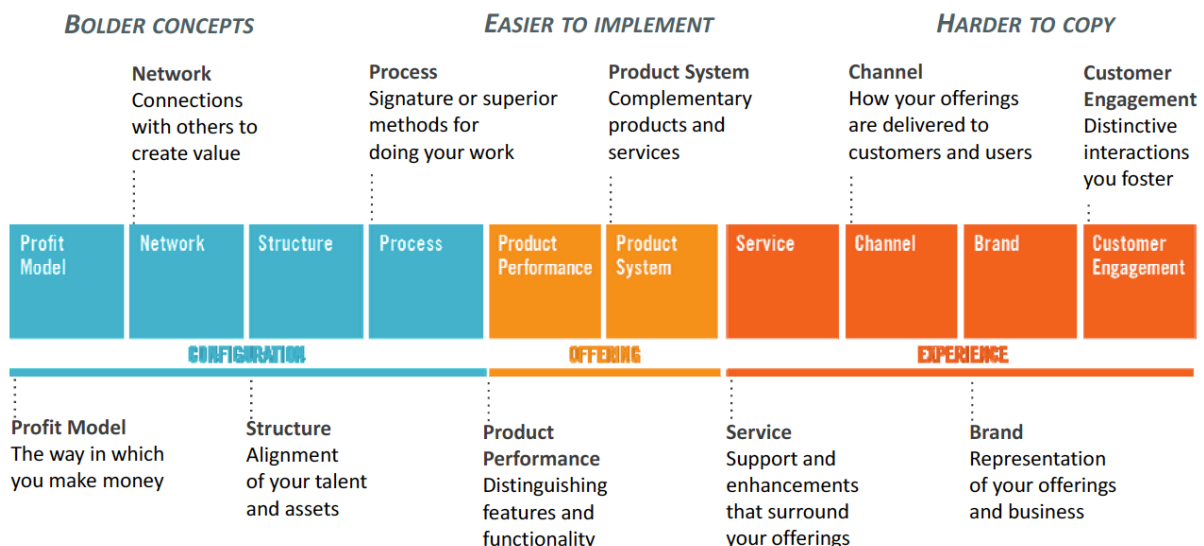 BOLDER CONCEPTS
EASIER TO IMPLEMENT
HARDER TO COPY
Network
Connections
with others to
create value
Process
Signature or superior
methods for
doing your work
Product System
Complementary
products and
services
Channel
How your offerings
are delivered to
customers and users
Customer
Engagement
Distinctive
interactions
you foster
Profit
Model
Network
Structure
Process
Product
Performance
Product
System
Service
Channel
Brand
Customer
Engagement
CONFIGURATION
OFFERING
EXPERIENCE
Profit Model
The way in which
you make money
Structure
Alignment
of your talent
and assets
Product
Performance
Distinguishing
features and
functionality
Service
Support and
enhancements
that surround
your offerings
Brand
Representation
of your offerings
and business